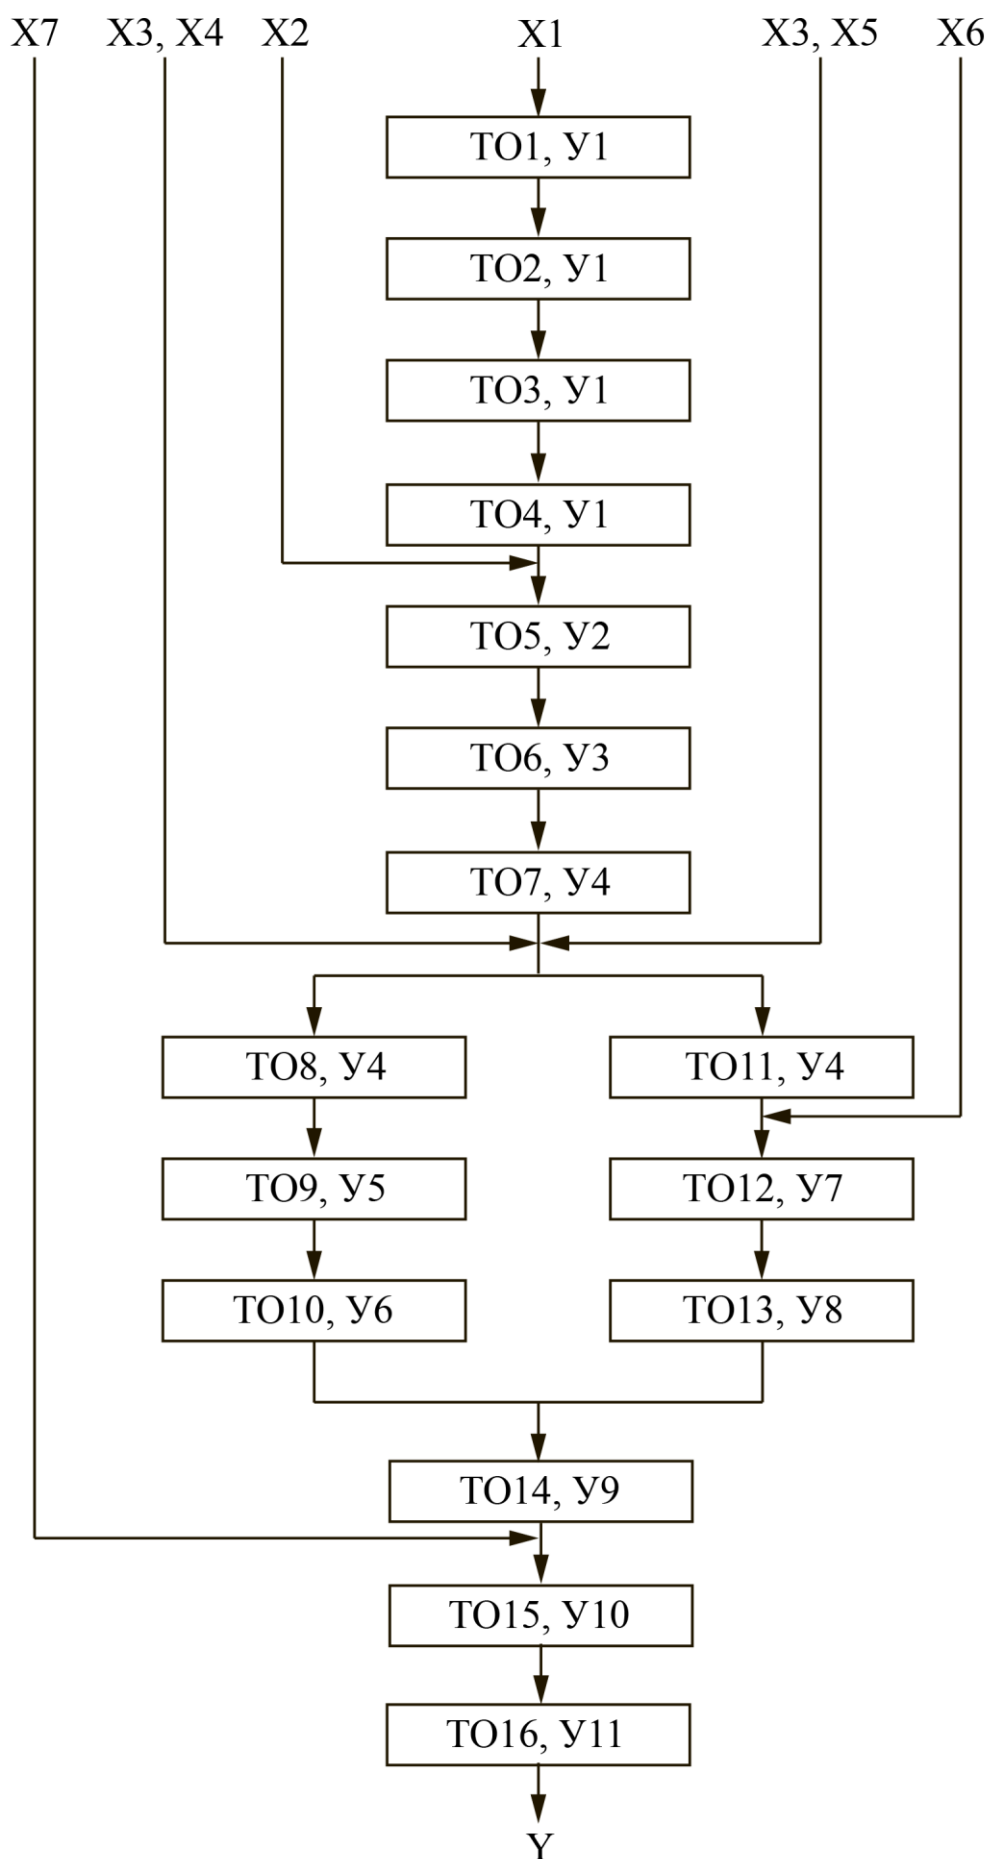 X7 X3, X4 X2 X1 X3, X5 X6
ТО1, У1
ТО2, У1
ТО3, У1
ТО4, У1
ТО5, У2
ТО6, У3
ТО7, У4
ТО8, У4 ТО11, У4
ТО9, У5 ТО12, У7
ТО10, У6 ТО13, У8
ТО14, У9
ТО15, У10
ТО16, У11
Y